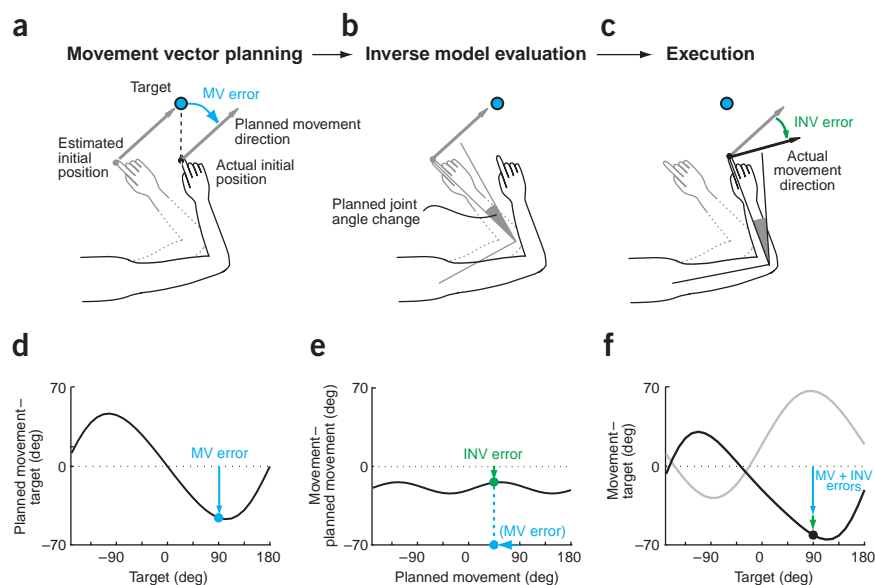 a
b
c
Movement vector planning
Inverse model evaluation
Execution
Target
MV error
Estimated
initial
position
Planned movement
direction
Actual initial
position
Planned joint
angle change
INV error
Actual
movement
direction
d
e
f
Planned movement–
target (deg)
70
0
–70
MV error
–90
0
90
180
Target (deg)
Movement–
planned movement (deg)
70
0
–70
INV error
(MV error)
–90
0
90
180
Planned movement (deg)
Movement–
target (deg)
70
0
–70
MV + INV
errors
–90
0
90
180
Target (deg)